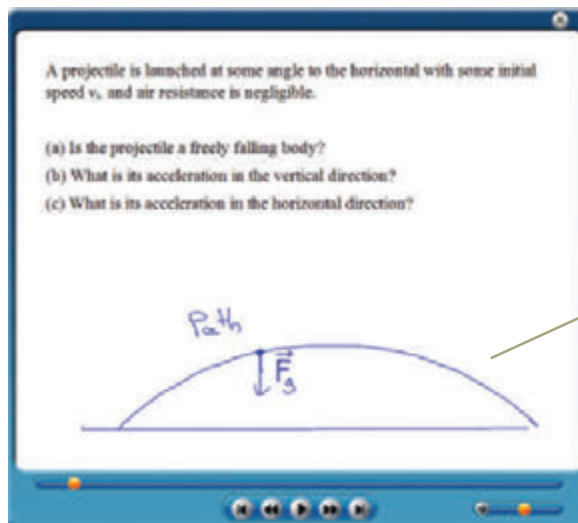 A projectile is launched at some angle to the horizontal with some initial
speed vᵢ, and air resistance is negligible.
(a) Is the projectile a freely falling body?
(b) What is its acceleration in the vertical direction?
(c) What is its acceleration in the horizontal direction?
Path
F⃗g